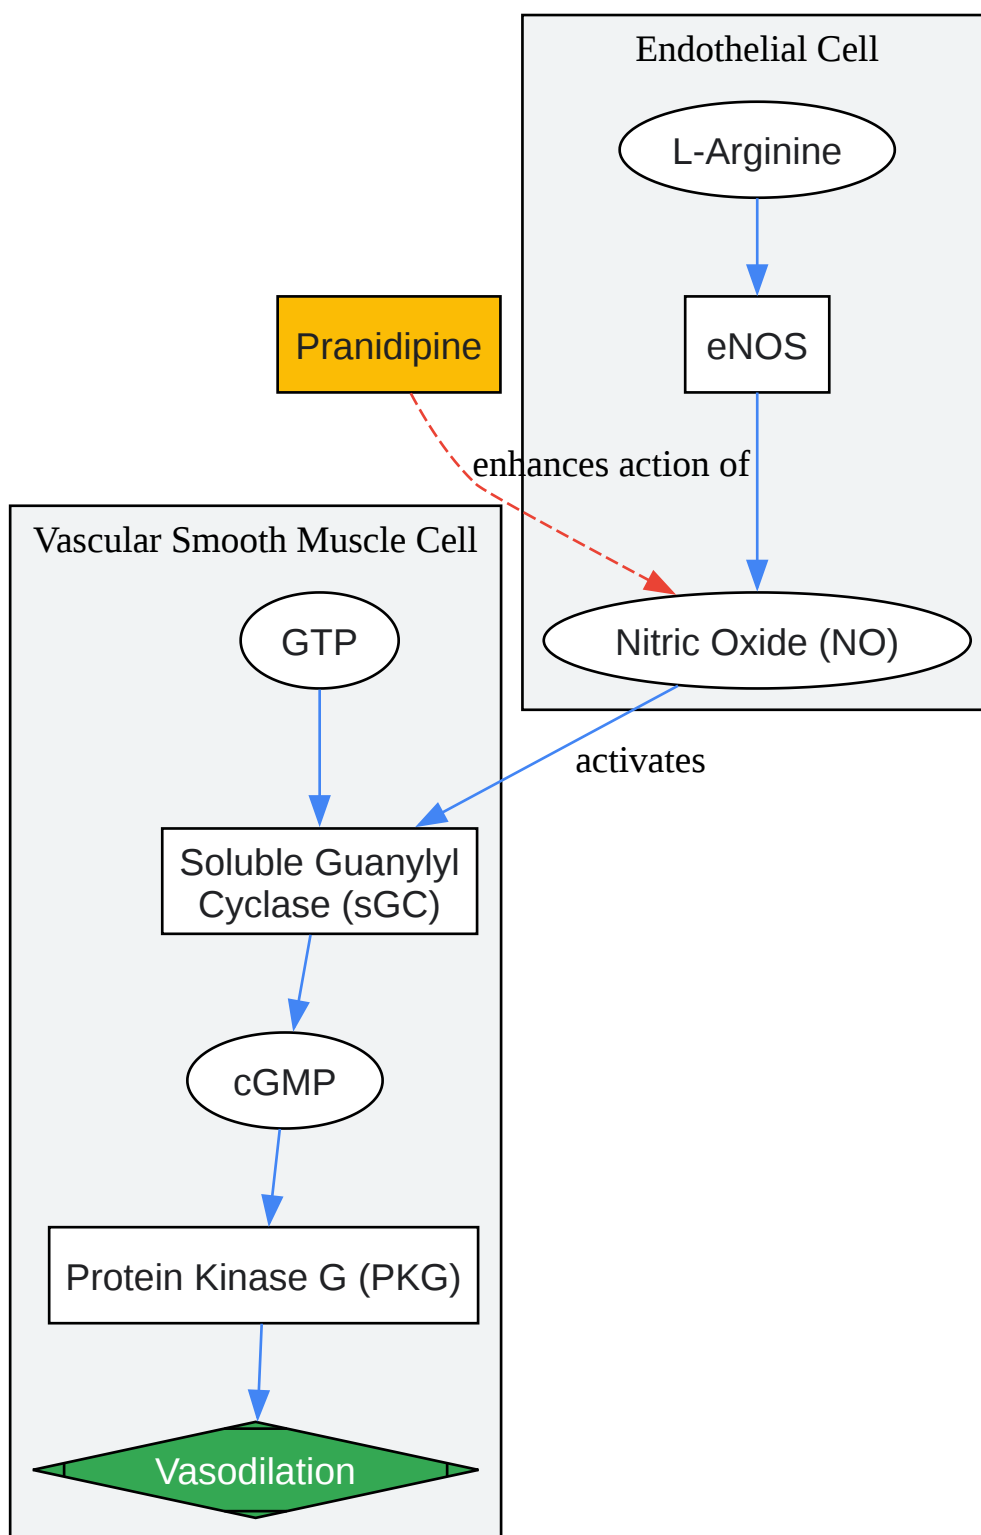 Endothelial Cell
L-Arginine
Pranidipine
eNOS
enhances action of
Vascular Smooth Muscle Cell
GTP
Nitric Oxide (NO)
activates
Soluble Guanylyl
Cyclase (sGC)
cGMP
Protein Kinase G (PKG)
Vasodilation